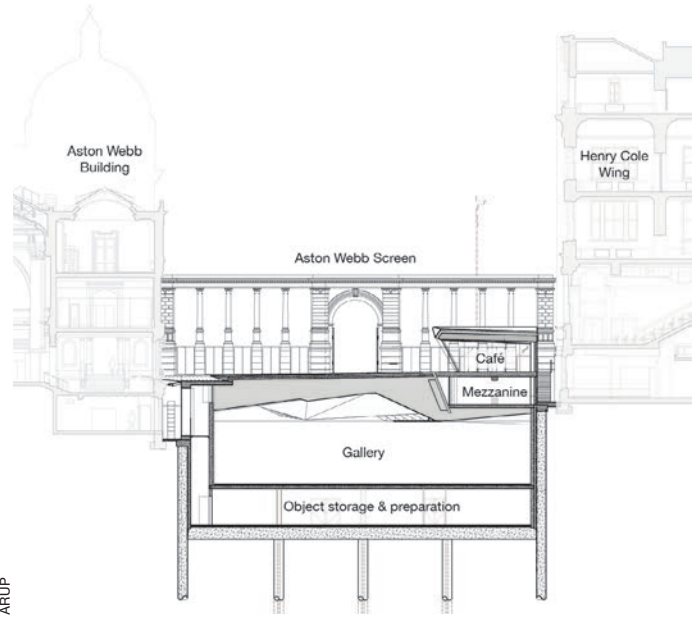 Aston Webb
Building
Henry Cole
Wing
Aston Webb Screen
Café
Mezzanine
Gallery
Object storage & preparation
ARUP